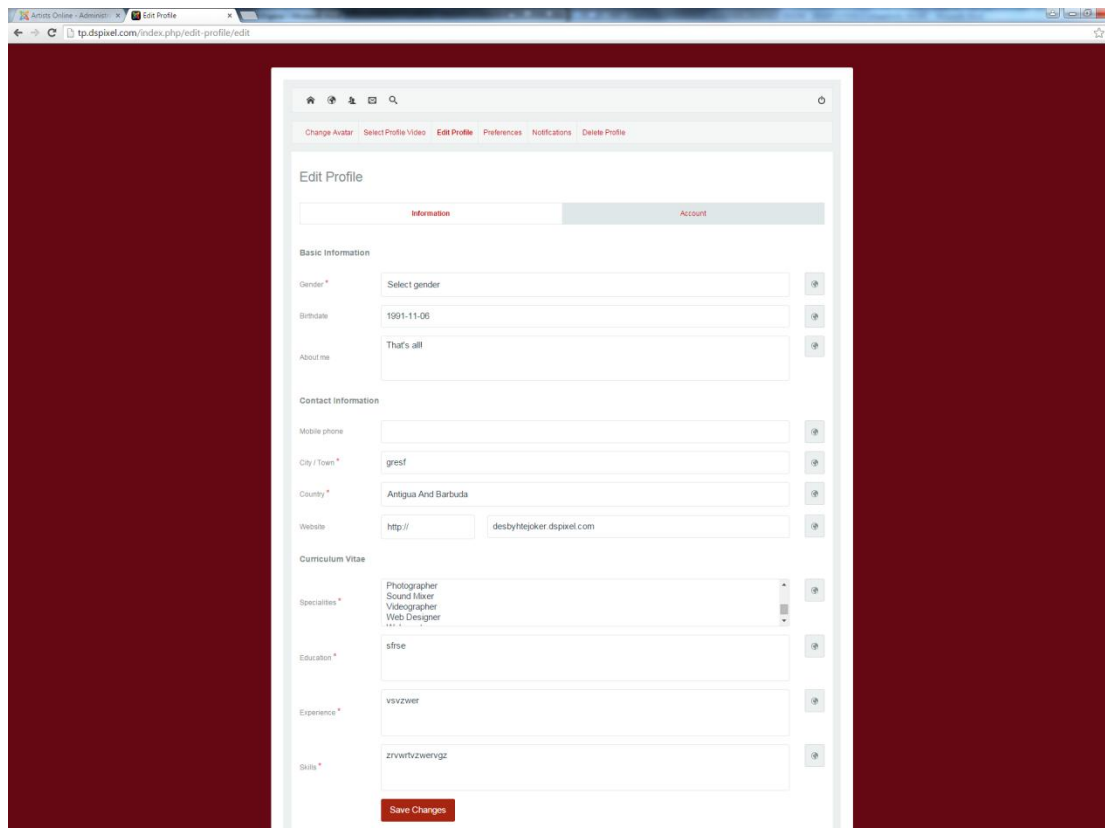 Artists Online - Administr
Edit Profile
tp.dspixel.com/index.php/edit-profile/edit
Change Avatar Select Profile Video Edit Profile Preferences Notifications Delete Profile
Edit Profile
Information Account
Basic Information
Gender * Select gender
Birthdate 1991-11-06
About me That's all!
Contact Information
Mobile phone
City / Town * gresf
Country * Antigua And Barbuda
Website http:// desbyhtejoker.dspixel.com
Curriculum Vitae
Specialities * Photographer
Sound Mixer
Videographer
Web Designer
Education * sfrse
Experience * vsvzwer
Skills * zrvwrtvzwervgz
Save Changes